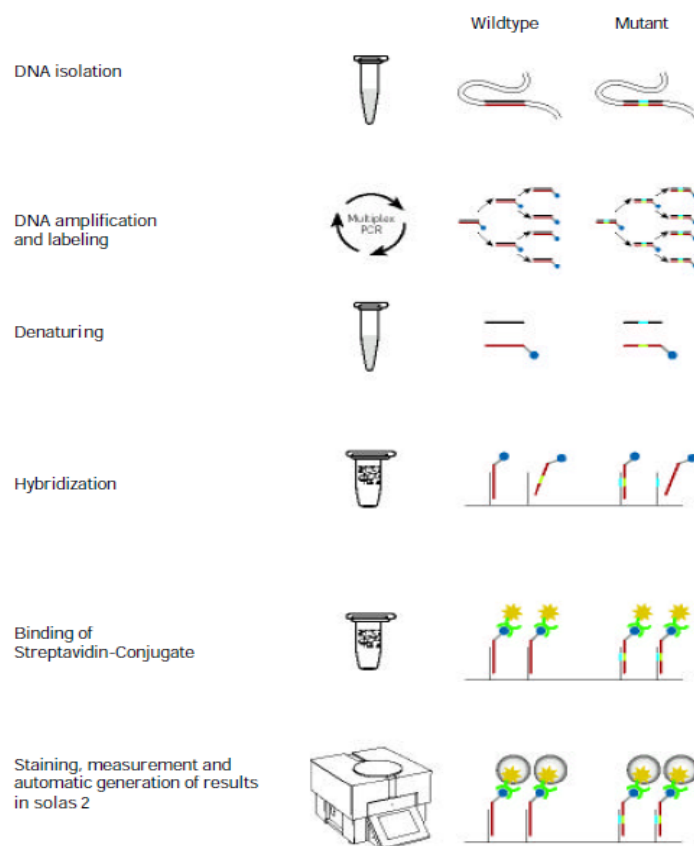 Wildtype Mutant
DNA isolation
DNA amplification
and labeling
Multiplex
PCR
Denaturing
Hybridization
Binding of
Streptavidin-Conjugate
Staining, measurement and
automatic generation of results
in solas 2